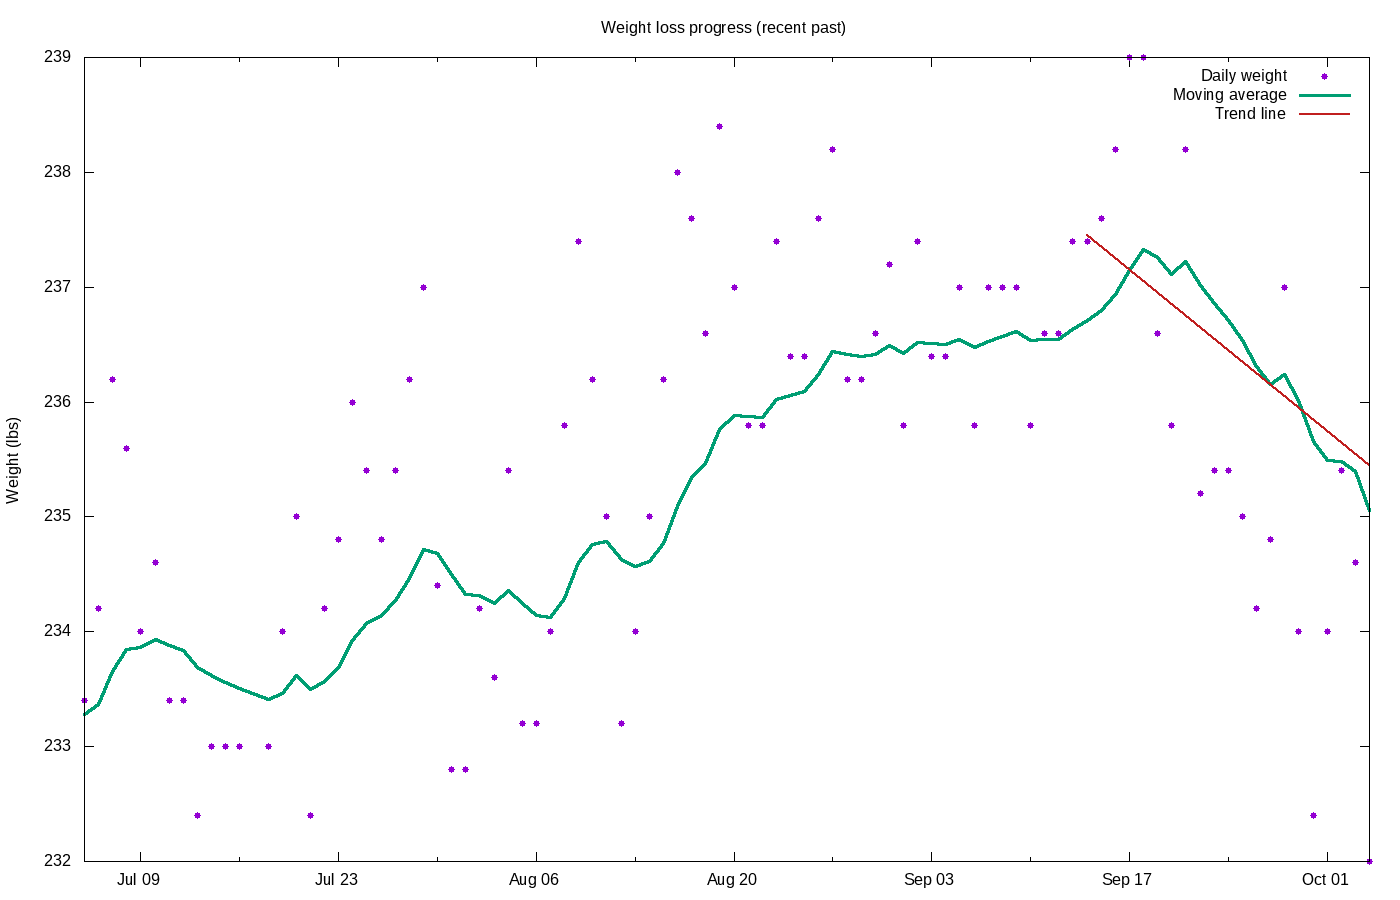 Weight loss progress (recent past)
239
238
237
236
235
234
233
232
Weight (lbs)
Daily weight
Moving average
Trend line
Jul 09
Jul 23
Aug 06
Aug 20
Sep 03
Sep 17
Oct 01